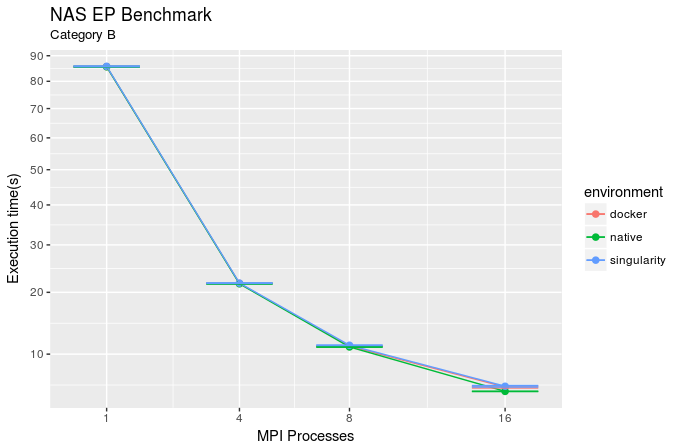 NAS EP Benchmark
Category B
90
80
70
60
50
40
30
20
10
Execution time(s)
1 4 8 16
MPI Processes
environment
docker
native
singularity